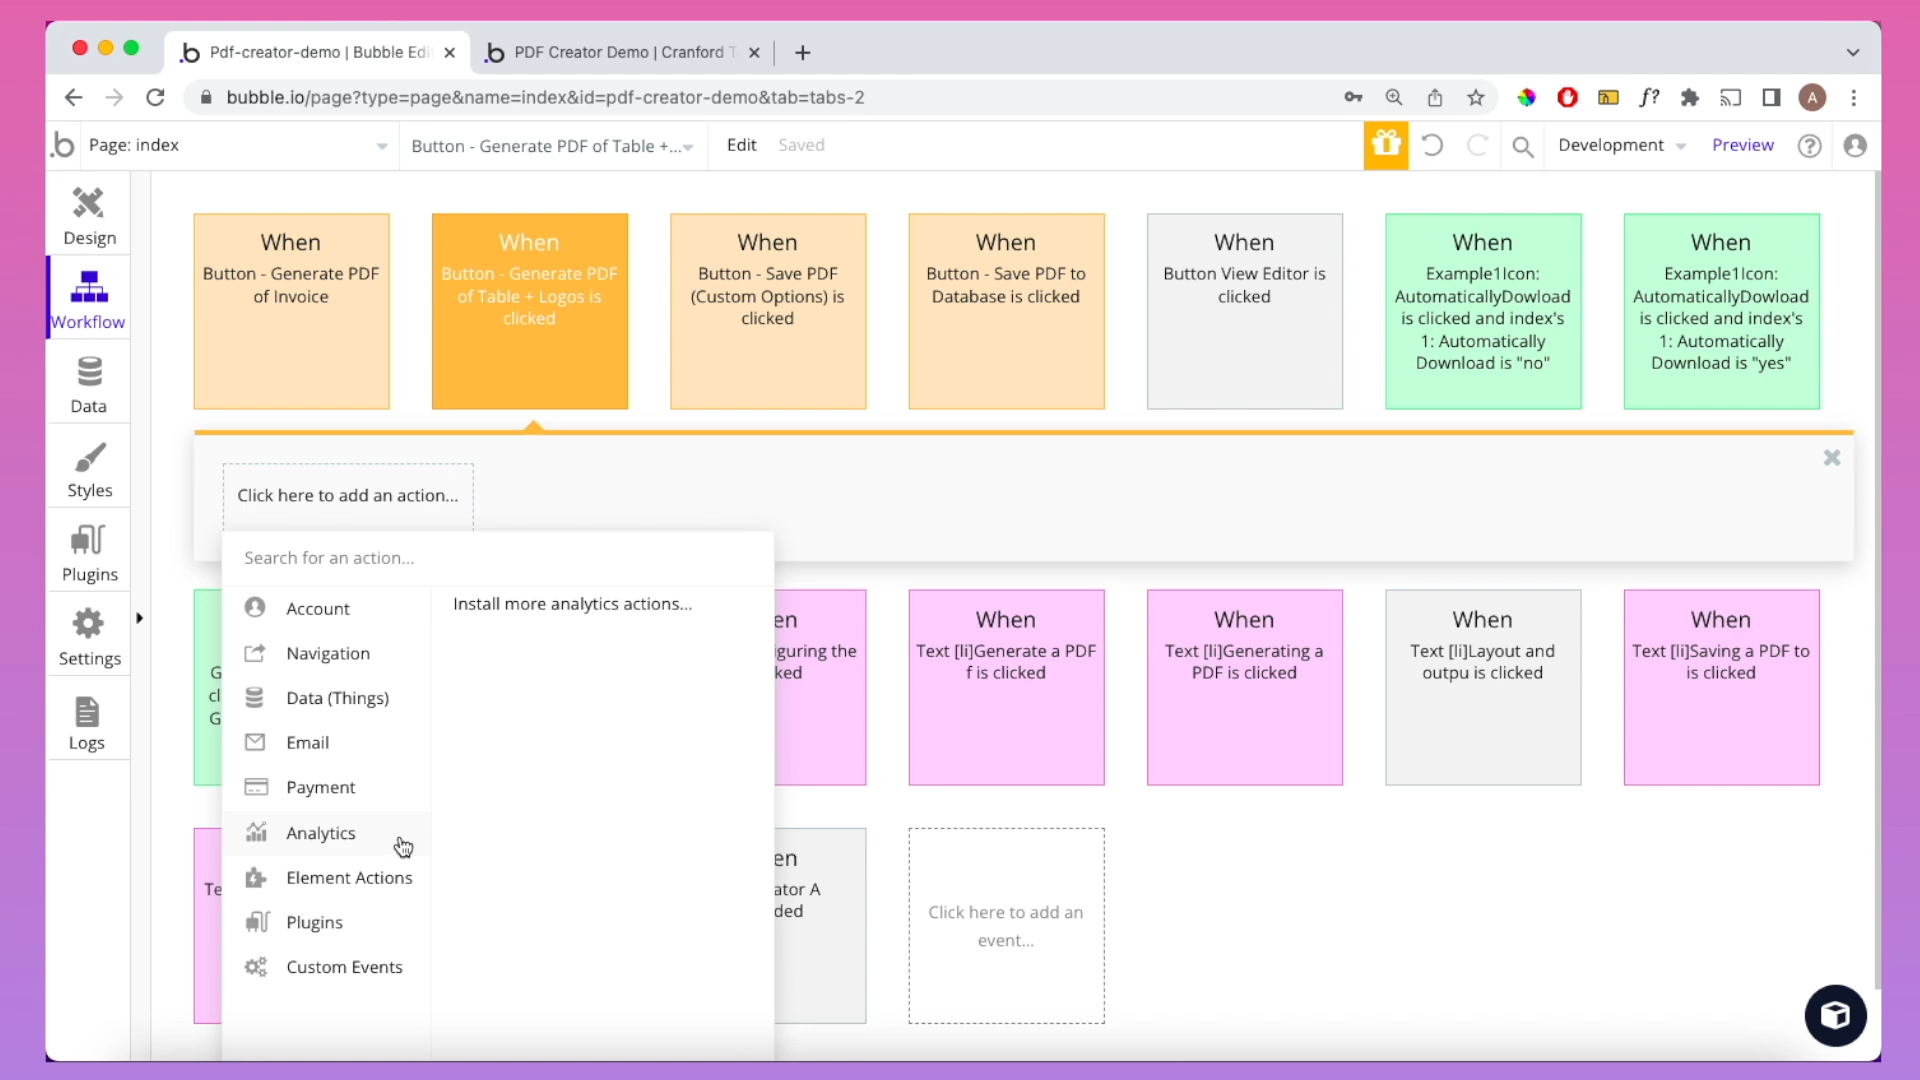 Pdf-creator-demo | Bubble Edi
PDF Creator Demo | Cranford T
bubble.io/page?type=page&name=index&id=pdf-creator-demo&tab=tabs-2
f?
A
Page: index
Button - Generate PDF of Table +...
Edit
Saved
Development
Preview
Design
Workflow
Data
Styles
Plugins
Settings
Logs
When
Button - Generate PDF
of Invoice
When
Button - Generate PDF
of Table + Logos is
clicked
When
Button - Save PDF
(Custom Options) is
clicked
When
Button - Save PDF to
Database is clicked
When
Button View Editor is
clicked
When
Example1Icon:
AutomaticallyDowload
is clicked and index's
1: Automatically
Download is "no"
When
Example1Icon:
AutomaticallyDowload
is clicked and index's
1: Automatically
Download is "yes"
Click here to add an action...
Search for an action...
Account
Navigation
Data (Things)
Email
Payment
Analytics
Element Actions
Plugins
Custom Events
Install more analytics actions...
G
cl
G
en
iguring the
ked
When
Text [li]Generate a PDF
f is clicked
When
Text [li]Generating a
PDF is clicked
When
Text [li]Layout and
outpu is clicked
When
Text [li]Saving a PDF to
is clicked
Te
en
ator A
ded
Click here to add an
event...